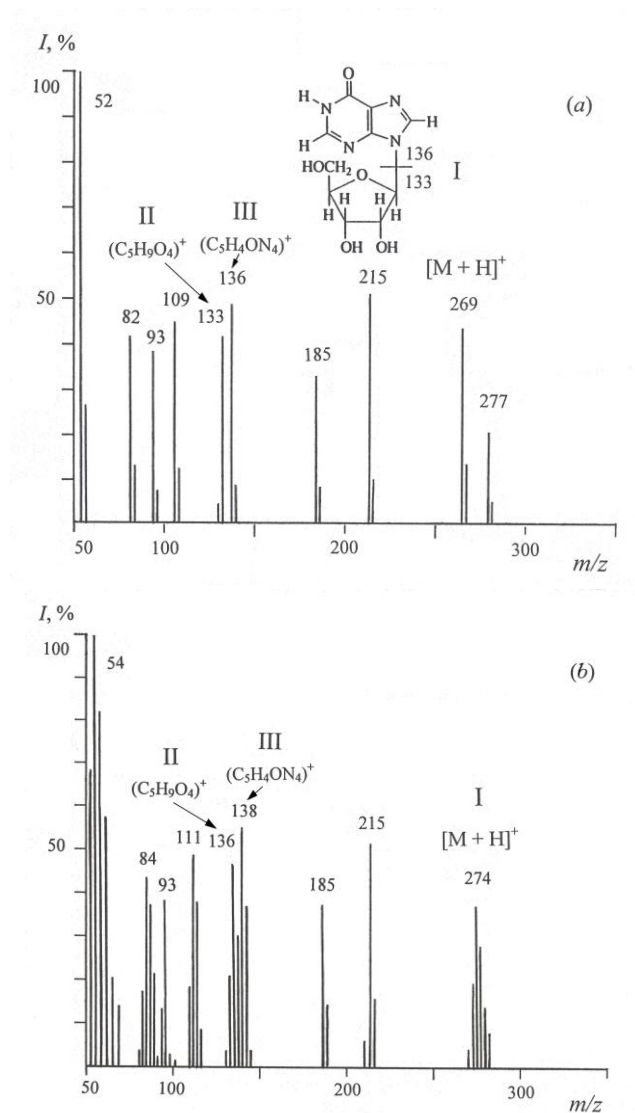 I, %
100
52
(a)
O
H
N
N
H
H
N
N
136
HOCH₂
O
133
I
H
H
H
H
OH
OH
II
(C₅H₉O₄)⁺
III
(C₅H₄ON₄)⁺
136
215
[M + H]⁺
50
109
269
82
133
93
185
277
50
100
200
300
m/z
I, %
100
54
(b)
III
II
(C₅H₄ON₄)⁺
(C₅H₉O₄)⁺
138
I
[M + H]⁺
50
111
136
215
84
274
93
185
50
100
200
300
m/z